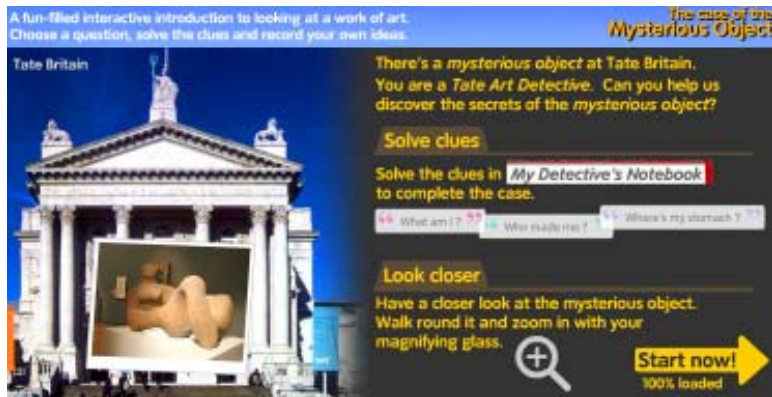 A fun-filled interactive introduction to looking at a work of art.
Choose a question, solve the clues and record your own ideas.
The case of the
Mysterious Object
Tate Britain
There's a mysterious object at Tate Britain.
You are a Tate Art Detective. Can you help us
discover the secrets of the mysterious object?
Solve clues
Solve the clues in My Detective's Notebook
to complete the case.
“ What am I ? ”
“ Who made me ? ”
“ Where's my stomach ? ”
Look closer
Have a closer look at the mysterious object.
Walk round it and zoom in with your
magnifying glass.
Start now!
100% loaded